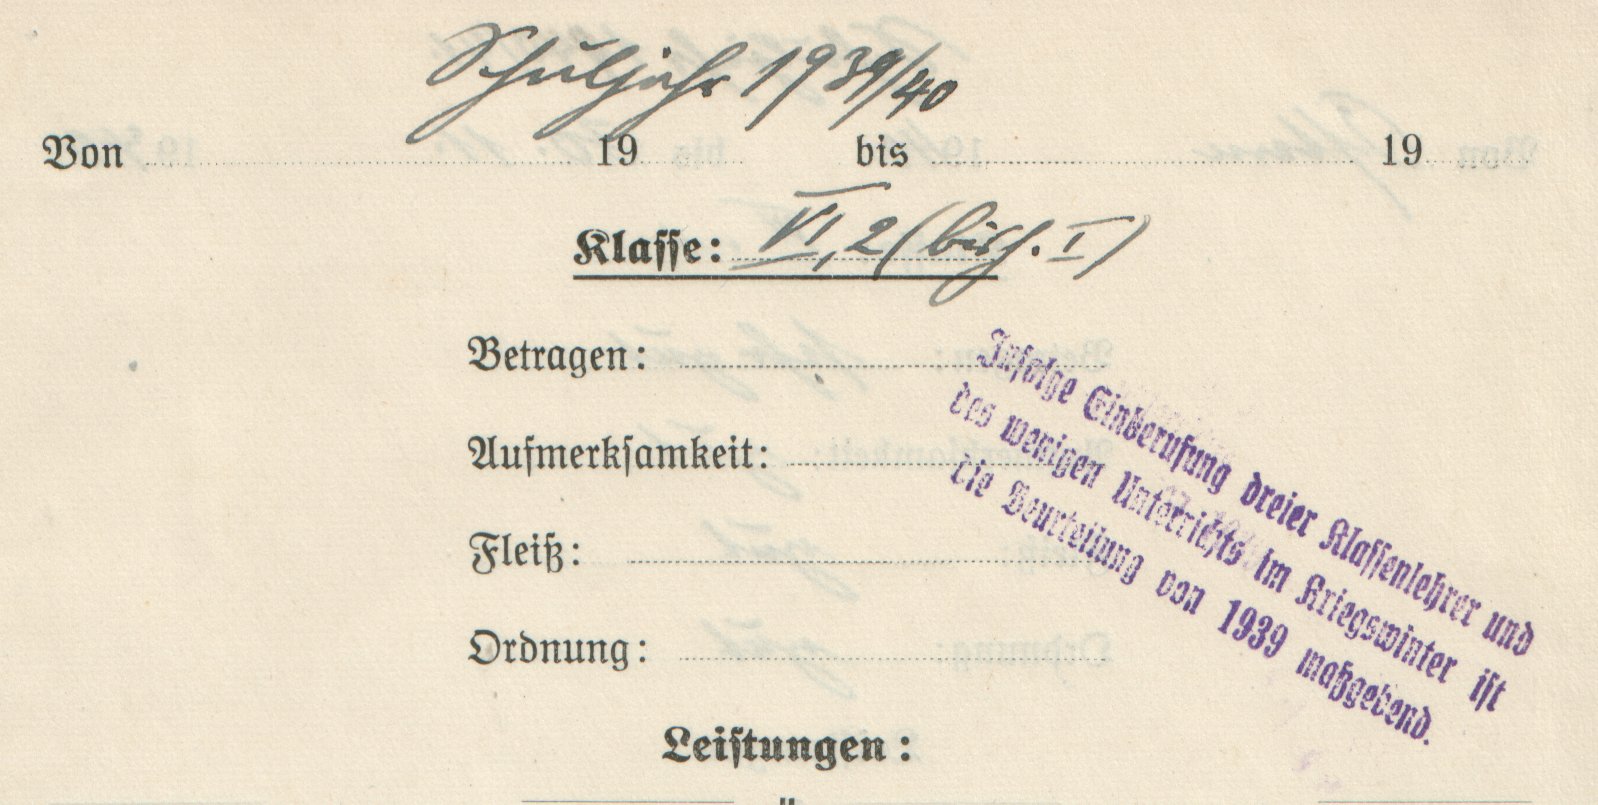 Schuljahr 1939/40
Von 19 bis 19
Klasse: VI, 2 (bish. I)
Betragen:
Aufmerksamkeit:
Fleiß:
Ordnung:
Infolge Einberufung dreier Klassenlehrer und
des wenigen Unterrichts im Kriegswinter ist
die Beurteilung von 1939 maßgebend.
Leistungen: